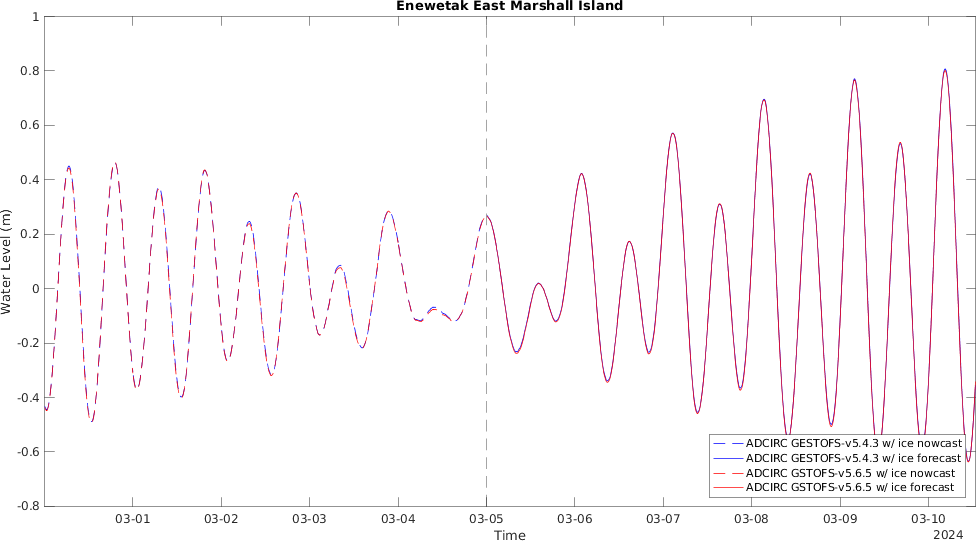 Enewetak East Marshall Island
1
0.8
0.6
0.4
0.2
0
-0.2
-0.4
-0.6
-0.8
Water Level (m)
ADCIRC GESTOFS-v5.4.3 w/ ice nowcast
ADCIRC GESTOFS-v5.4.3 w/ ice forecast
ADCIRC GSTOFS-v5.6.5 w/ ice nowcast
ADCIRC GSTOFS-v5.6.5 w/ ice forecast
03-01 03-02 03-03 03-04 03-05 03-06 03-07 03-08 03-09 03-10
Time
2024